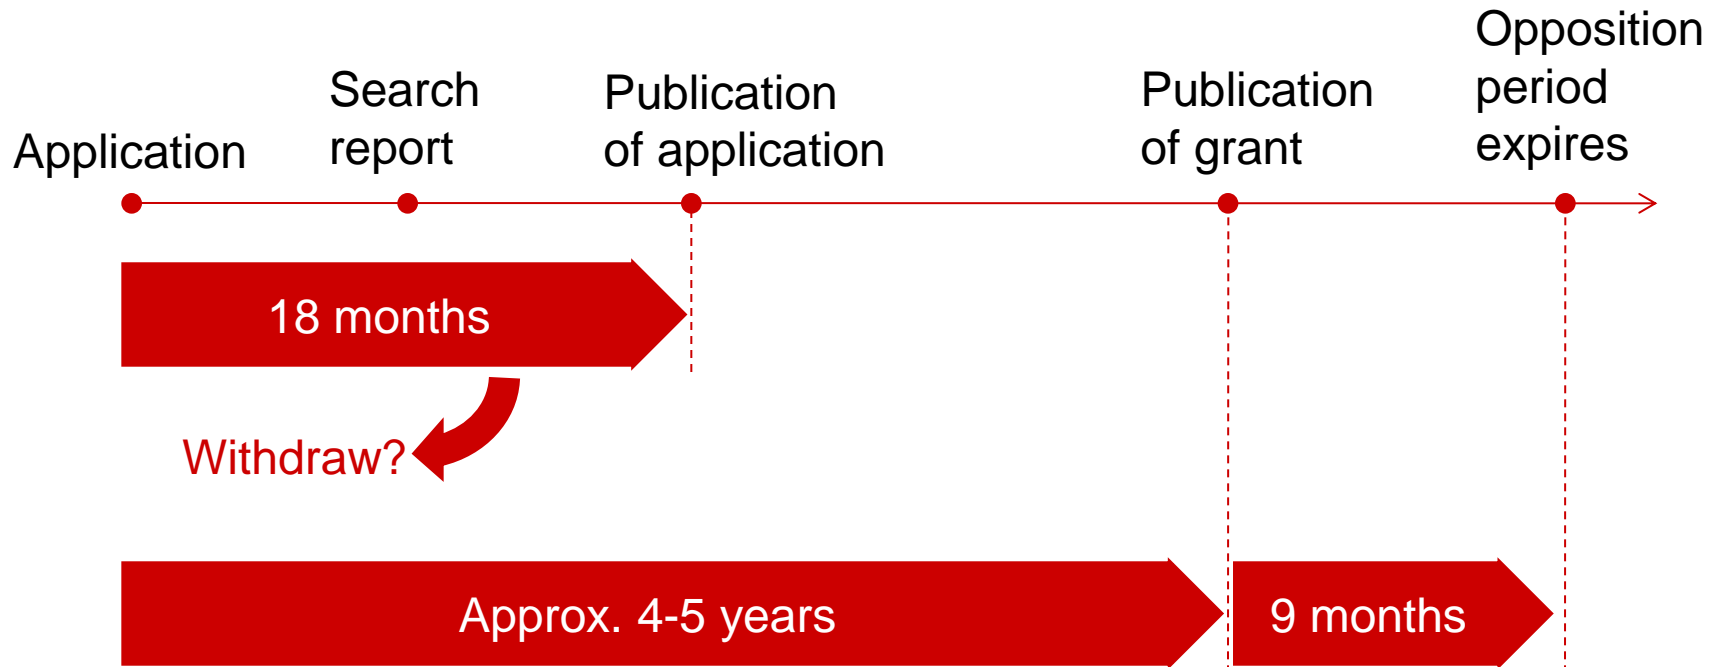 Application
Search
report
Publication
of application
Publication
of grant
Opposition
period
expires
18 months
Withdraw?
Approx. 4-5 years
9 months